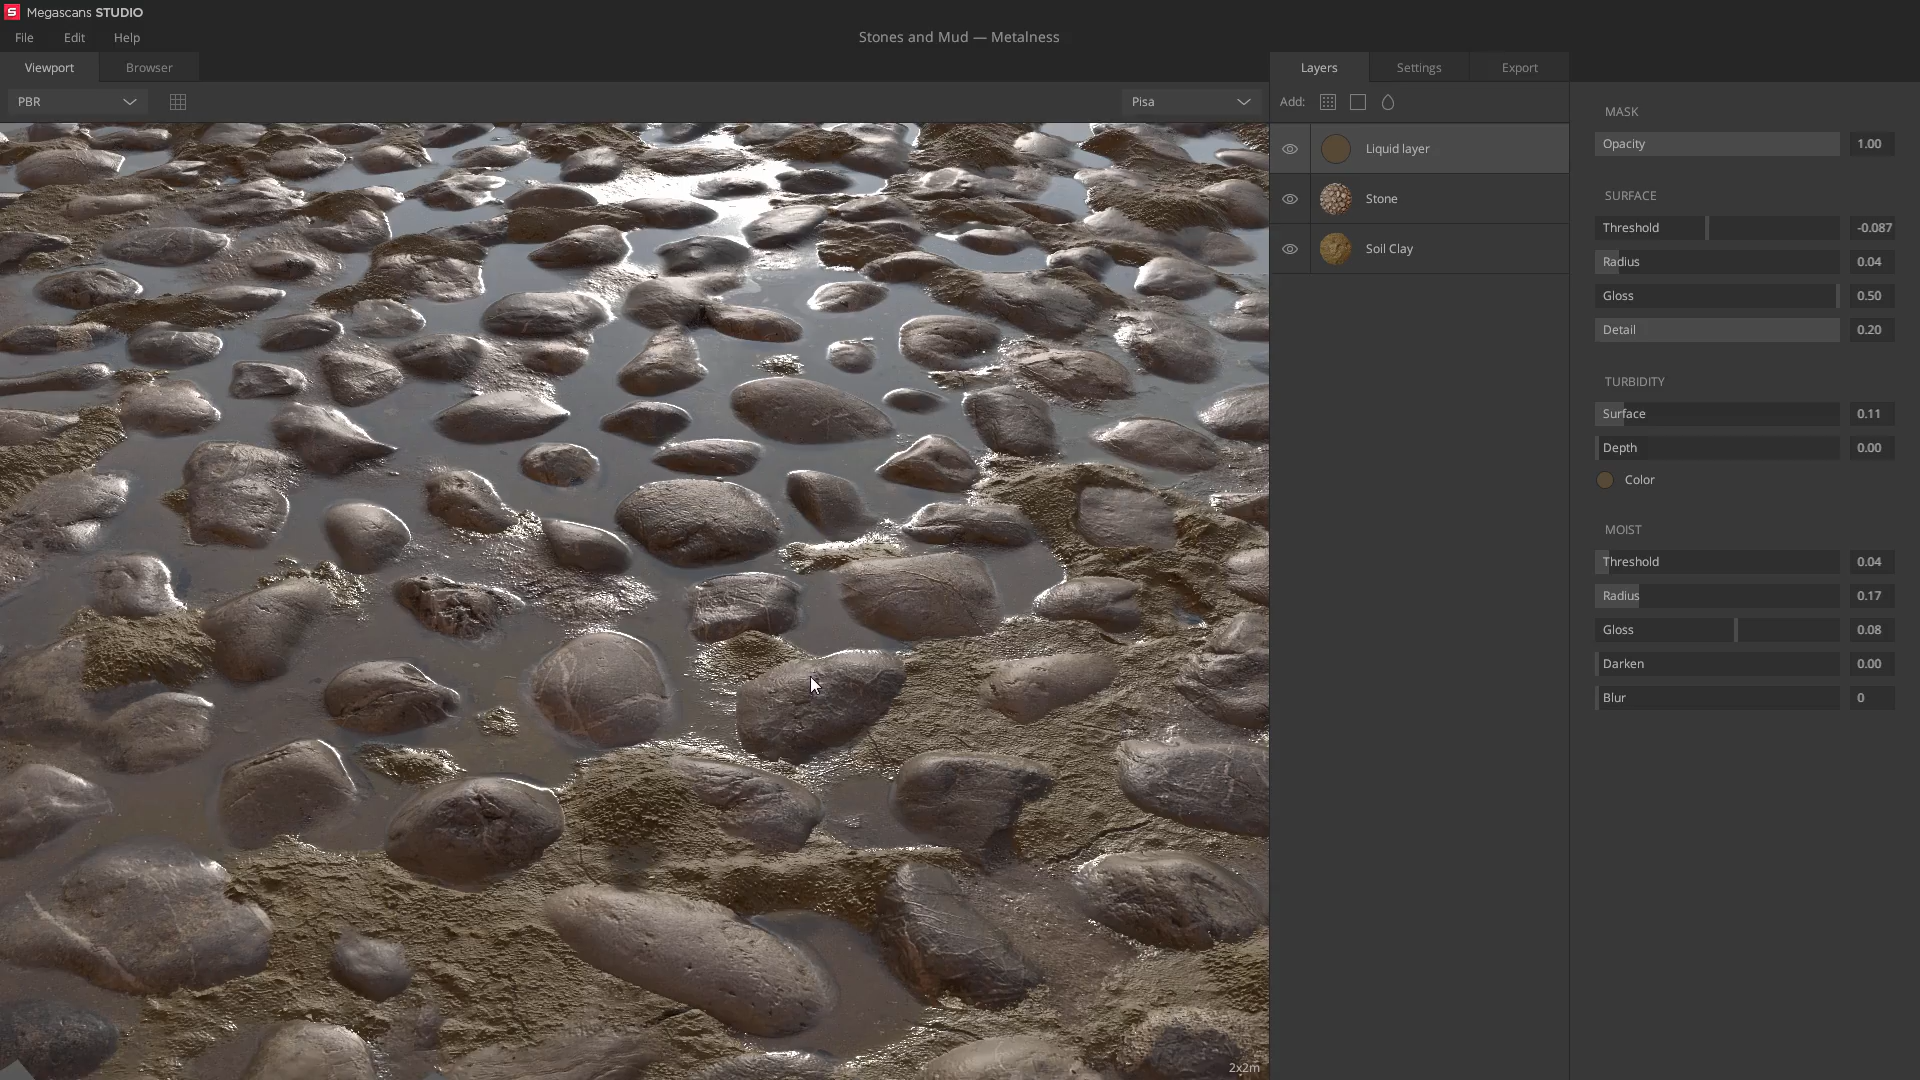 Megascans STUDIO
File Edit Help
Stones and Mud — Metalness
Viewport Browser
Layers Settings Export
PBR
Pisa
Add:
Liquid layer
Stone
Soil Clay
MASK
Opacity 1.00
SURFACE
Threshold -0.087
Radius 0.04
Gloss 0.50
Detail 0.20
TURBIDITY
Surface 0.11
Depth 0.00
Color
MOIST
Threshold 0.04
Radius 0.17
Gloss 0.08
Darken 0.00
Blur 0
2x2m